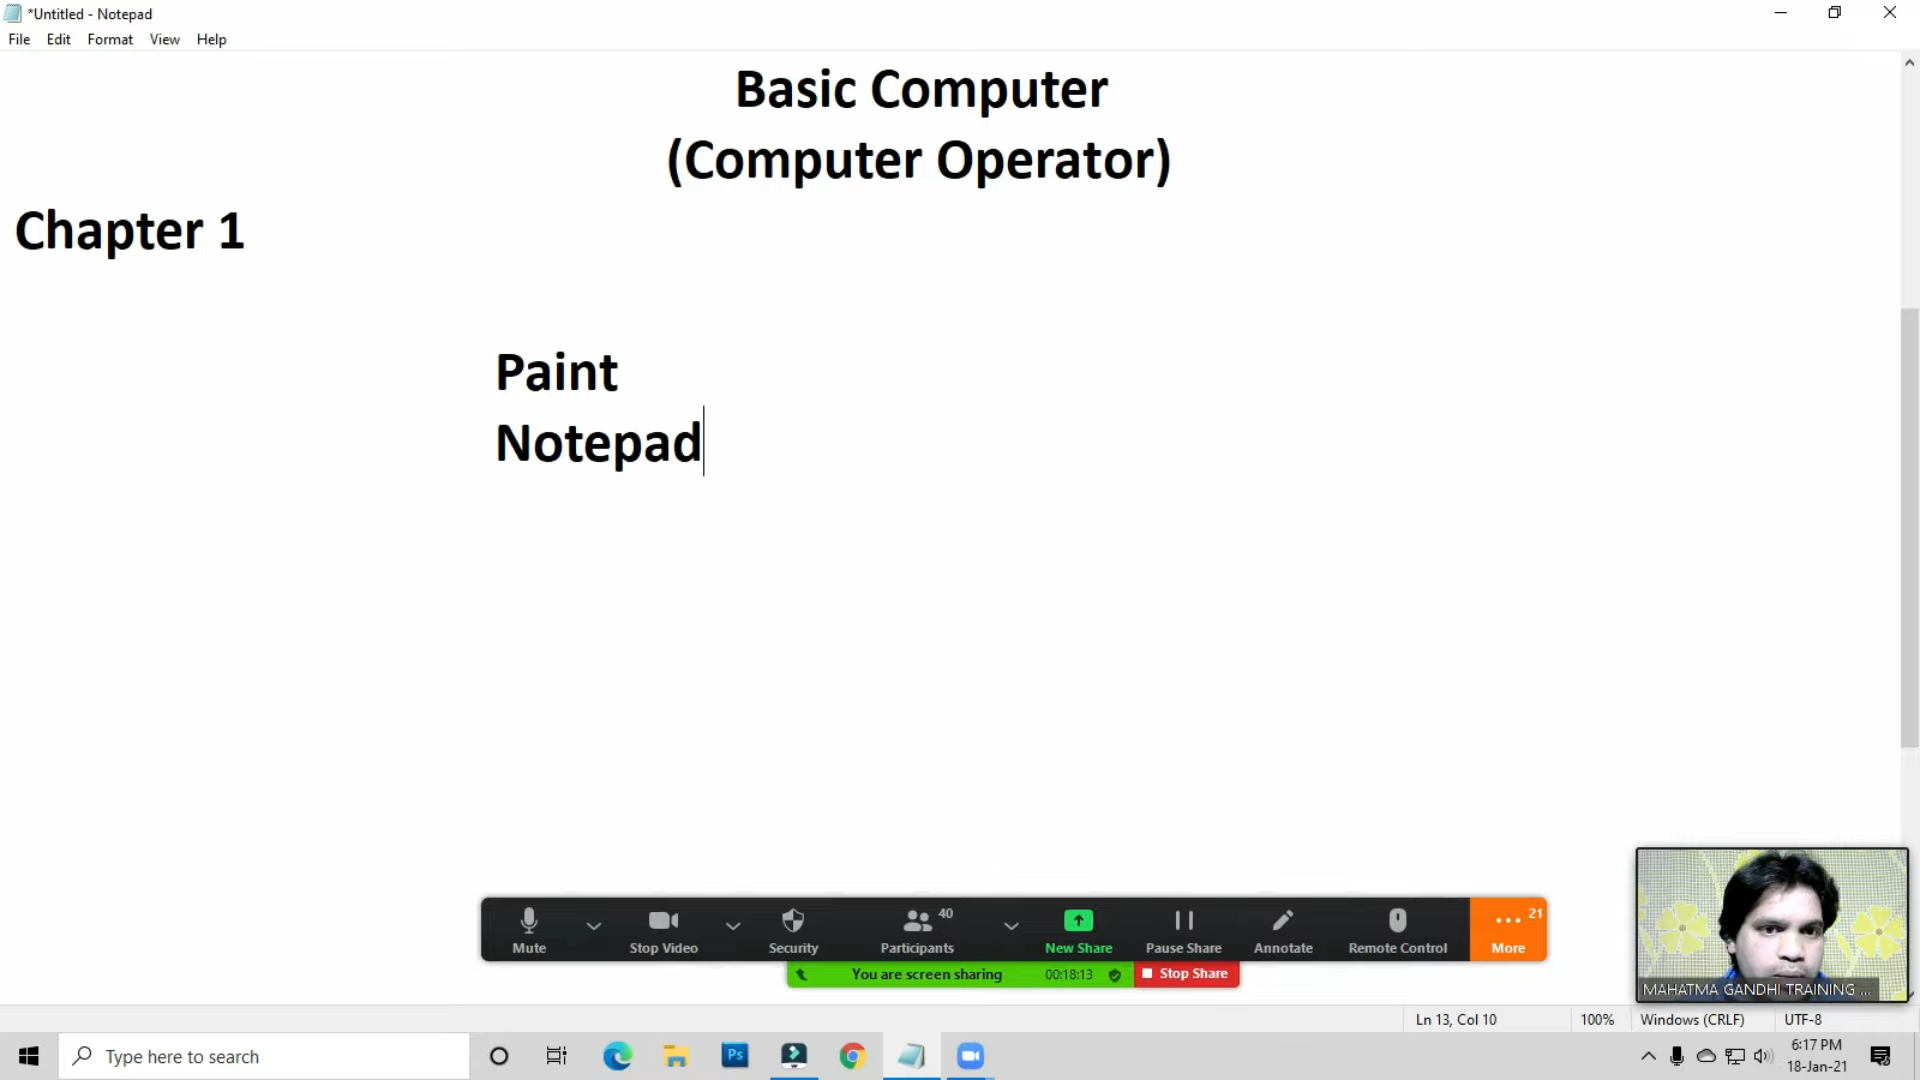 *Untitled - Notepad
File Edit Format View Help
Basic Computer
(Computer Operator)
Chapter 1
Paint
Notepad
Mute Stop Video Security Participants 40 New Share Pause Share Annotate Remote Control More 21
You are screen sharing 00:18:13 Stop Share
MAHATMA GANDHI TRAINING ...
Ln 13, Col 10 100% Windows (CRLF) UTF-8
Type here to search
Ps
6:17 PM
18-Jan-21